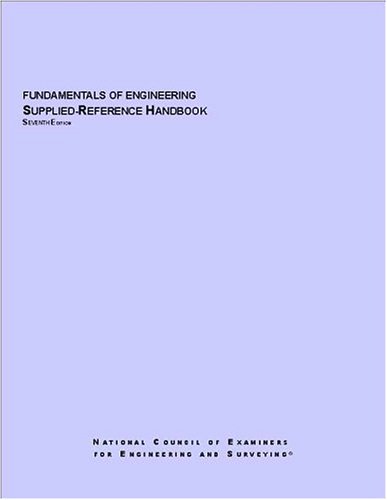 FUNDAMENTALS OF ENGINEERING
SUPPLIED-REFERENCE HANDBOOK
SEVENTH EDITION
NATIONAL COUNCIL OF EXAMINERS
FOR ENGINEERING AND SURVEYING®